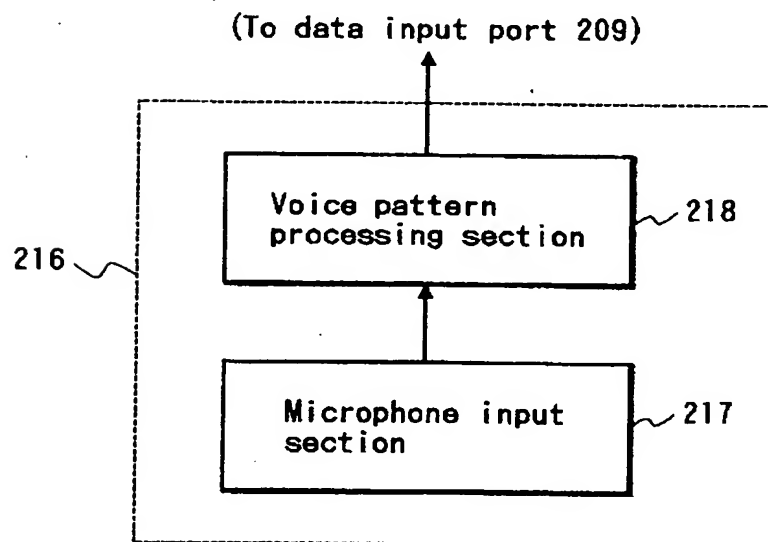 (To data input port 209)
Voice pattern
processing section
218
216
Microphone input
section
217